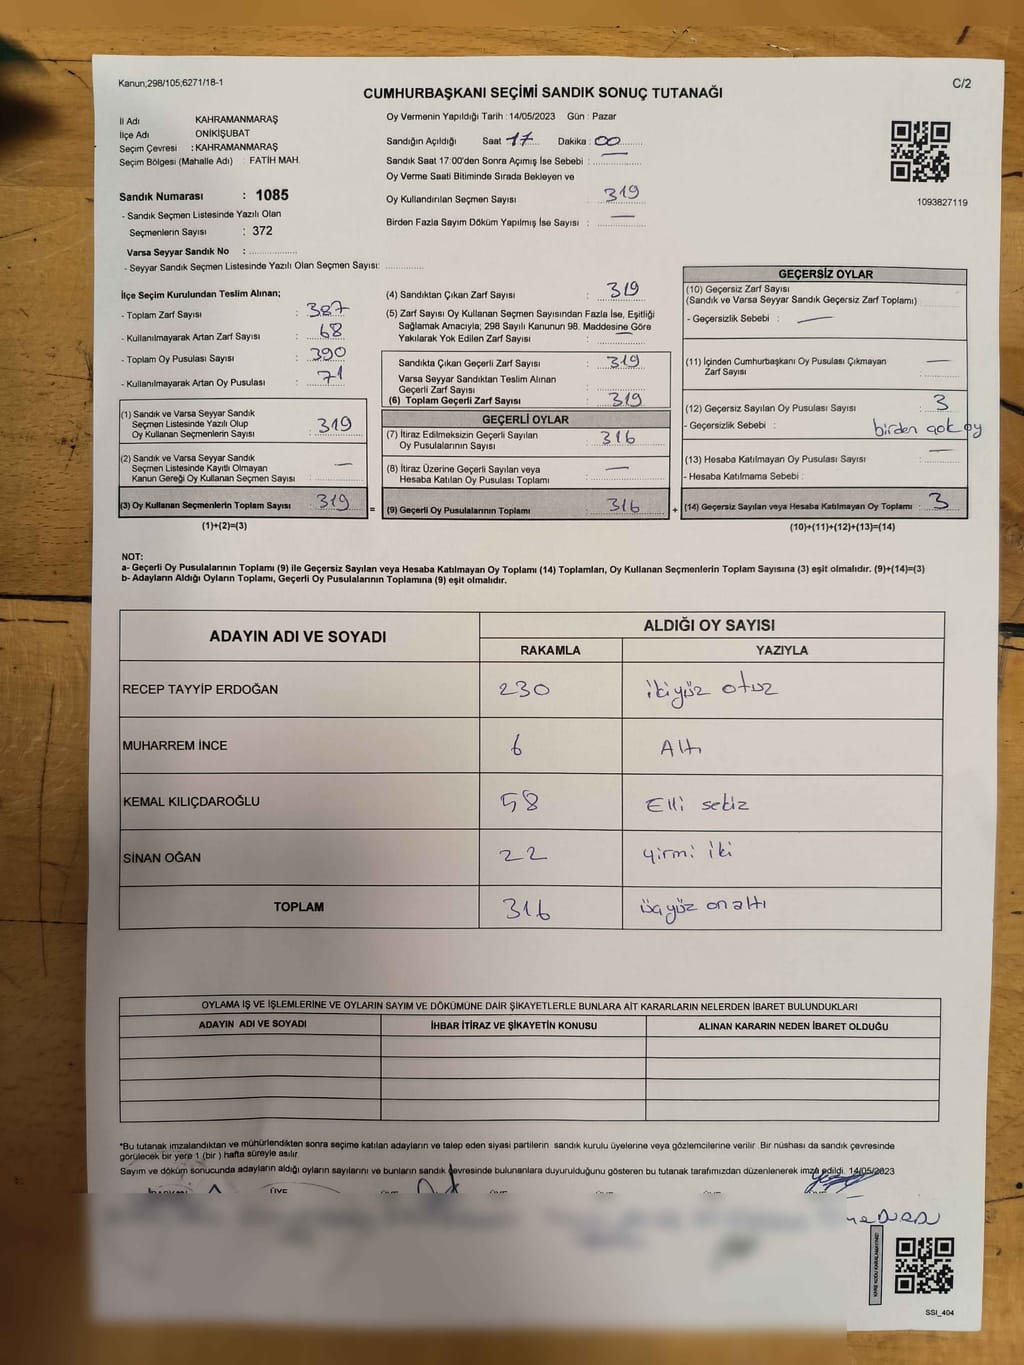 Kanun;298/105;6271/18-1
C/2
CUMHURBAŞKANI SEÇİMİ SANDIK SONUÇ TUTANAĞI
İl Adı KAHRAMANMARAŞ
İlçe Adı ONİKİŞUBAT
Seçim Çevresi : KAHRAMANMARAŞ
Seçim Bölgesi (Mahalle Adı) : FATİH MAH.
Sandık Numarası : 1085
- Sandık Seçmen Listesinde Yazılı Olan
Seçmenlerin Sayısı : 372
Varsa Seyyar Sandık No :
- Seyyar Sandık Seçmen Listesinde Yazılı Olan Seçmen Sayısı:
Oy Vermenin Yapıldığı Tarih : 14/05/2023 Gün : Pazar
Sandığın Açıldığı Saat 17 Dakika : 00
Sandık Saat 17:00'den Sonra Açımış İse Sebebi : —
Oy Verme Saati Bitiminde Sırada Bekleyen ve
Oy Kullandırılan Seçmen Sayısı : 319
Birden Fazla Sayım Döküm Yapılmış İse Sayısı : —
1093827119
İlçe Seçim Kurulundan Teslim Alınan;
- Toplam Zarf Sayısı : 387
- Kullanılmayarak Artan Zarf Sayısı : 68
- Toplam Oy Pusulası Sayısı : 390
- Kullanılmayarak Artan Oy Pusulası : 71
(1) Sandık ve Varsa Seyyar Sandık
Seçmen Listesinde Yazılı Olup
Oy Kullanan Seçmenlerin Sayısı : 319
(2) Sandık ve Varsa Seyyar Sandık
Seçmen Listesinde Kayıtlı Olmayan
Kanun Gereği Oy Kullanan Seçmen Sayısı : —
(3) Oy Kullanan Seçmenlerin Toplam Sayısı : 319
(1)+(2)=(3)
(4) Sandıktan Çıkan Zarf Sayısı : 319
(5) Zarf Sayısı Oy Kullanan Seçmen Sayısından Fazla İse, Eşitliği
Sağlamak Amacıyla; 298 Sayılı Kanunun 98. Maddesine Göre
Yakılarak Yok Edilen Zarf Sayısı : —
Sandıkta Çıkan Geçerli Zarf Sayısı : 319
Varsa Seyyar Sandıktan Teslim Alınan
Geçerli Zarf Sayısı :
(6) Toplam Geçerli Zarf Sayısı : 319
GEÇERLİ OYLAR
(7) İtiraz Edilmeksizin Geçerli Sayılan
Oy Pusulasının Sayısı : 316
(8) İtiraz Üzerine Geçerli Sayılan veya
Hesaba Katılan Oy Pusulası Toplamı : —
= (9) Geçerli Oy Pusulalarının Toplamı : 316
GEÇERSİZ OYLAR
(10) Geçersiz Zarf Sayısı
(Sandık ve Varsa Seyyar Sandık Geçersiz Zarf Toplamı)
- Geçersizlik Sebebi : —
(11) İçinden Cumhurbaşkanı Oy Pusulası Çıkmayan
Zarf Sayısı : —
(12) Geçersiz Sayılan Oy Pusulası Sayısı : 3
- Geçersizlik Sebebi : birden çok oy
(13) Hesaba Katılmayan Oy Pusulası Sayısı : —
- Hesaba Katılmama Sebebi :
+ (14) Geçersiz Sayılan veya Hesaba Katılmayan Oy Toplamı : 3
(10)+(11)+(12)+(13)=(14)
NOT:
a- Geçerli Oy Pusulalarının Toplamı (9) ile Geçersiz Sayılan veya Hesaba Katılmayan Oy Toplamı (14) Toplamları, Oy Kullanan Seçmenlerin Toplam Sayısına (3) eşit olmalıdır. (9)+(14)=(3)
b- Adayların Aldığı Oyların Toplamı, Geçerli Oy Pusulalarının Toplamına (9) eşit olmalıdır.
ADAYIN ADI VE SOYADI ALDIĞI OY SAYISI
RAKAMLA YAZIYLA
RECEP TAYYİP ERDOĞAN 230 ikiyüz otuz
MUHARREM İNCE 6 Altı
KEMAL KILIÇDAROĞLU 58 Elli sekiz
SİNAN OĞAN 22 yirmi iki
TOPLAM 316 üçyüz onaltı
OYLAMA İŞ VE İŞLEMLERİNE VE OYLARIN SAYIM VE DÖKÜMÜNE DAİR ŞİKAYETLERLE BUNLARA AİT KARARLARIN NELERDEN İBARET BULUNDUKLARI
ADAYIN ADI VE SOYADI İHBAR İTİRAZ VE ŞİKAYETİN KONUSU ALINAN KARARIN NEDEN İBARET OLDUĞU
*Bu tutanak imzalandıktan ve mühürlendikten sonra seçime katılan adayların ve talep eden siyasi partilerin sandık kurulu üyelerine veya gözlemcilerine verilir. Bir nüshası da sandık çevresinde
görülecek bir yere 1 (bir ) hafta süreyle asılır.
Sayım ve döküm sonucunda adayların aldığı oyların sayılarını ve bunların sandık çevresinde bulunanlara duyurulduğunu gösteren bu tutanak tarafımızdan düzenlenerek imza edildi. 14/05/2023
ÜYE
SSI_404